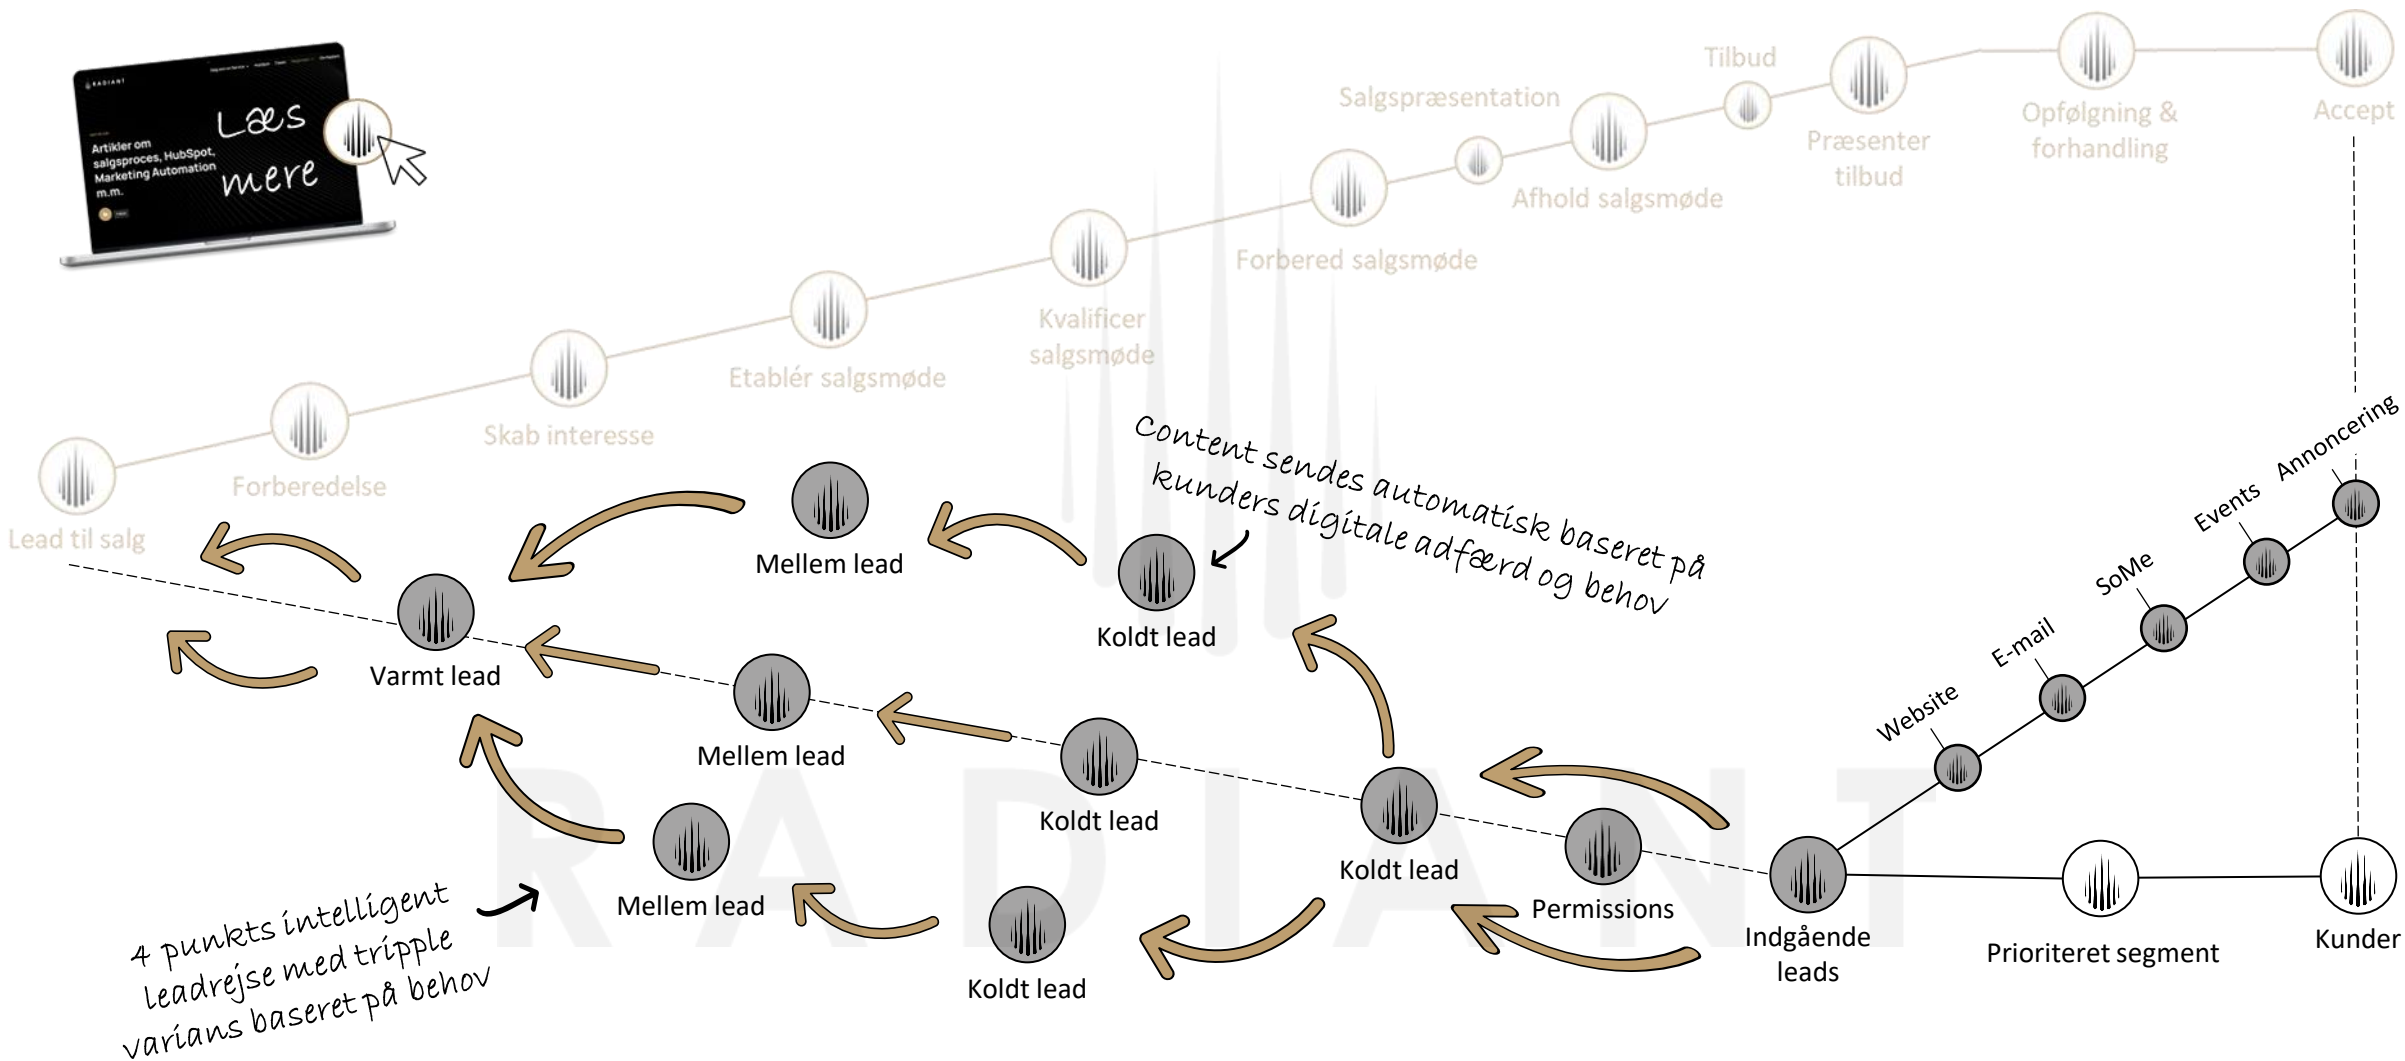 RADIANT
Artikler om
salgsproces, HubSpot,
Marketing Automation
m.m.
Læs
mere
Lead til salg
Forberedelse
Skab interesse
Etablér salgsmøde
Kvalificer
salgsmøde
Forbered salgsmøde
Salgspræsentation
Afhold salgsmøde
Tilbud
Præsenter
tilbud
Opfølgning &
forhandling
Accept
Content sendes automatisk baseret på
kunders digitale adfærd og behov
Mellem lead
Koldt lead
Varmt lead
Mellem lead
Koldt lead
Koldt lead
Mellem lead
Koldt lead
Permissions
Indgående
leads
Prioriteret segment
Kunder
Website
E-mail
SoMe
Events
Annoncering
4 punkts intelligent
leadrejse med tripple
varians baseret på behov
RADIANT